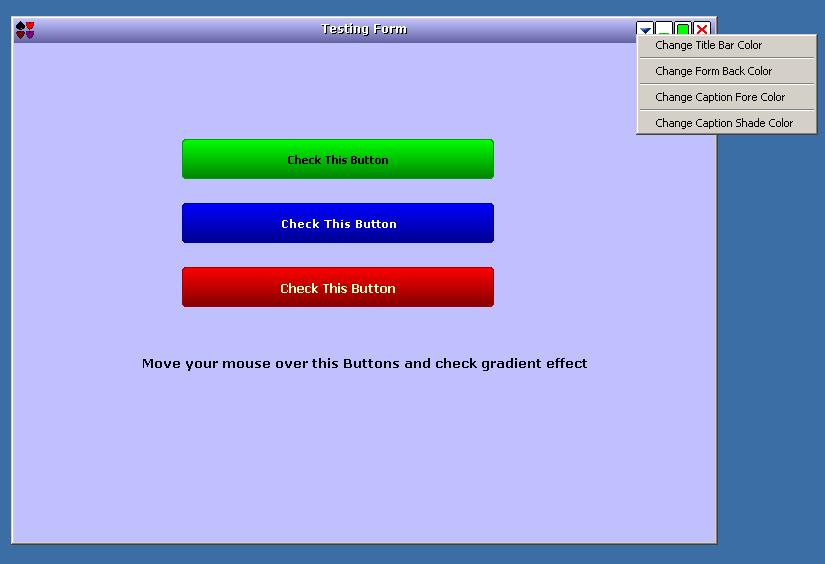 Testing Form
Change Title Bar Color
Change Form Back Color
Change Caption Fore Color
Change Caption Shade Color
Check This Button
Check This Button
Check This Button
Move your mouse over this Buttons and check gradient effect